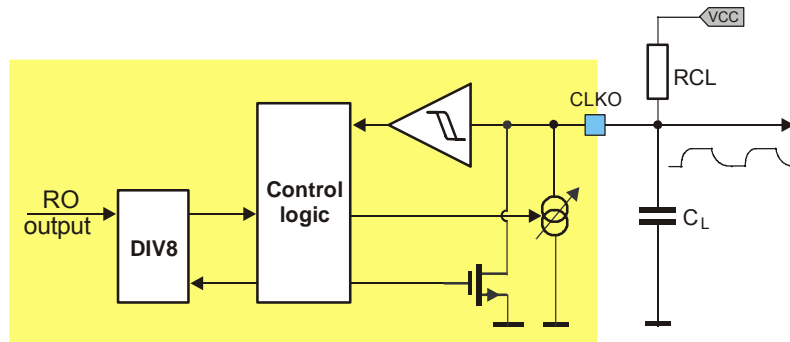 VCC
RCL
CLKO
Control
logic
RO
output
DIV8
CL